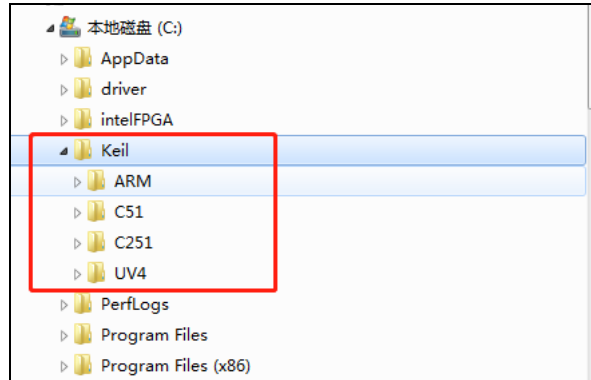 本地磁盘 (C:)
AppData
driver
intelFPGA
Keil
ARM
C51
C251
UV4
PerfLogs
Program Files
Program Files (x86)